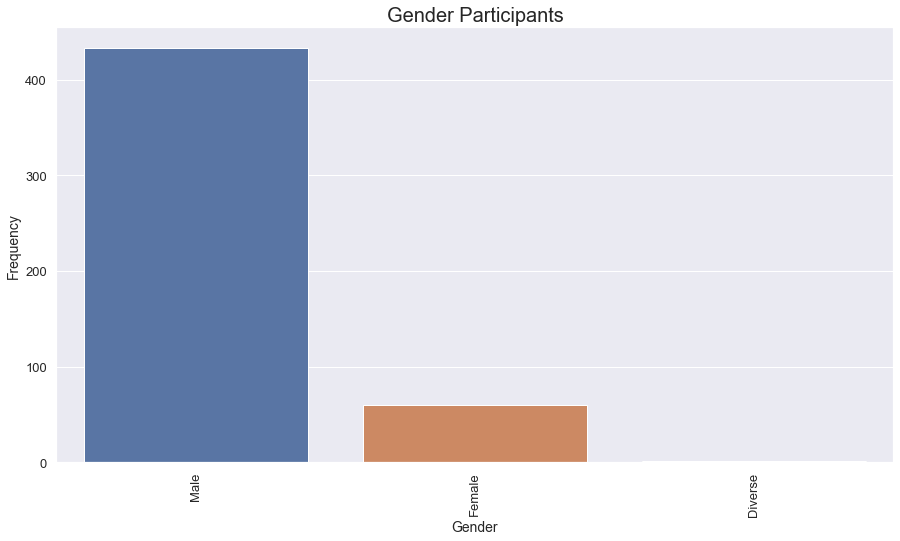 Gender Participants
Frequency
400
300
200
100
0
Male
Female
Diverse
Gender